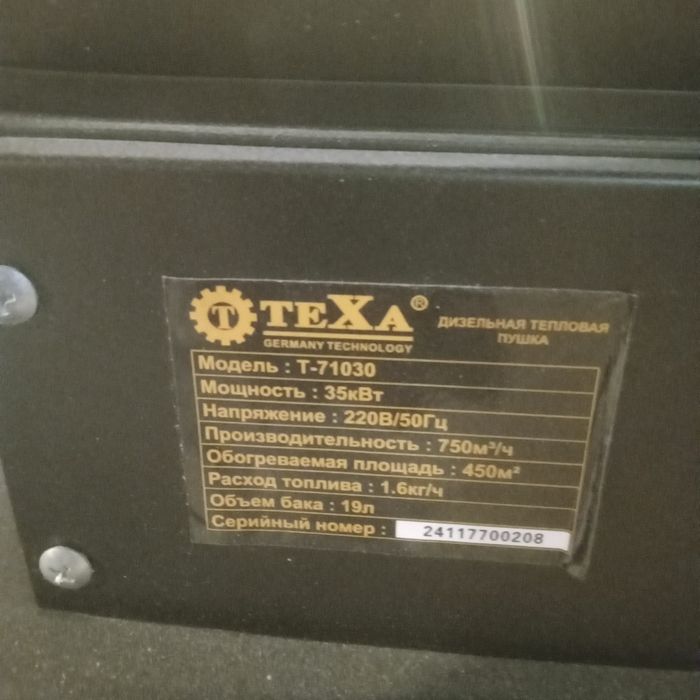 T TEXA®
GERMANY TECHNOLOGY
ДИЗЕЛЬНАЯ ТЕПЛОВАЯ
ПУШКА
Модель : Т-71030
Мощность : 35кВт
Напряжение : 220В/50Гц
Производительность : 750м³/ч
Обогреваемая площадь : 450м²
Расход топлива : 1.6кг/ч
Объем бака : 19л
Серийный номер : 24117700208